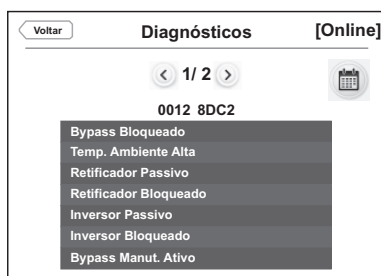 Voltar Diagnósticos [Online]
1/ 2
0012 8DC2
Bypass Bloqueado
Temp. Ambiente Alta
Retificador Passivo
Retificador Bloqueado
Inversor Passivo
Inversor Bloqueado
Bypass Manut. Ativo